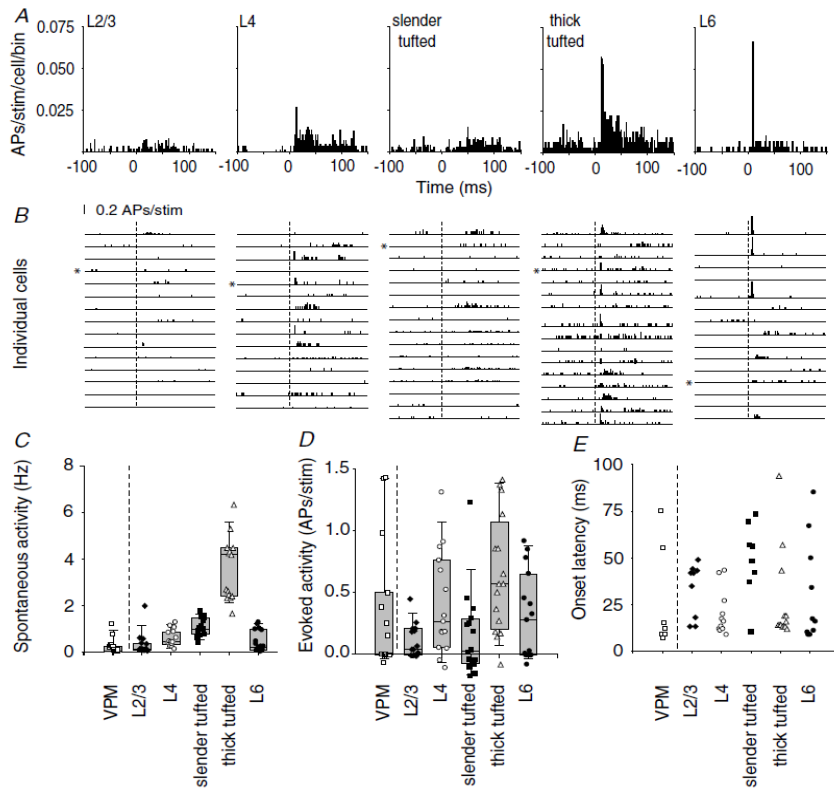 A
L2/3
L4
slender
tufted
thick
tufted
L6
APs/stim/cell/bin
0.075
0.050
0.025
-100 0 100
-100 0 100
-100 0 100
-100 0 100
-100 0 100
Time (ms)
B
0.2 APs/stim
Individual cells
*
*
*
*
*
C
Spontaneous activity (Hz)
8
6
4
2
0
VPM
L2/3
L4
slender tufted
thick tufted
L6
D
Evoked activity (APs/stim)
1.5
1.0
0.5
0.0
VPM
L2/3
L4
slender tufted
thick tufted
L6
E
Onset latency (ms)
100
75
50
25
0
VPM
L2/3
L4
slender tufted
thick tufted
L6